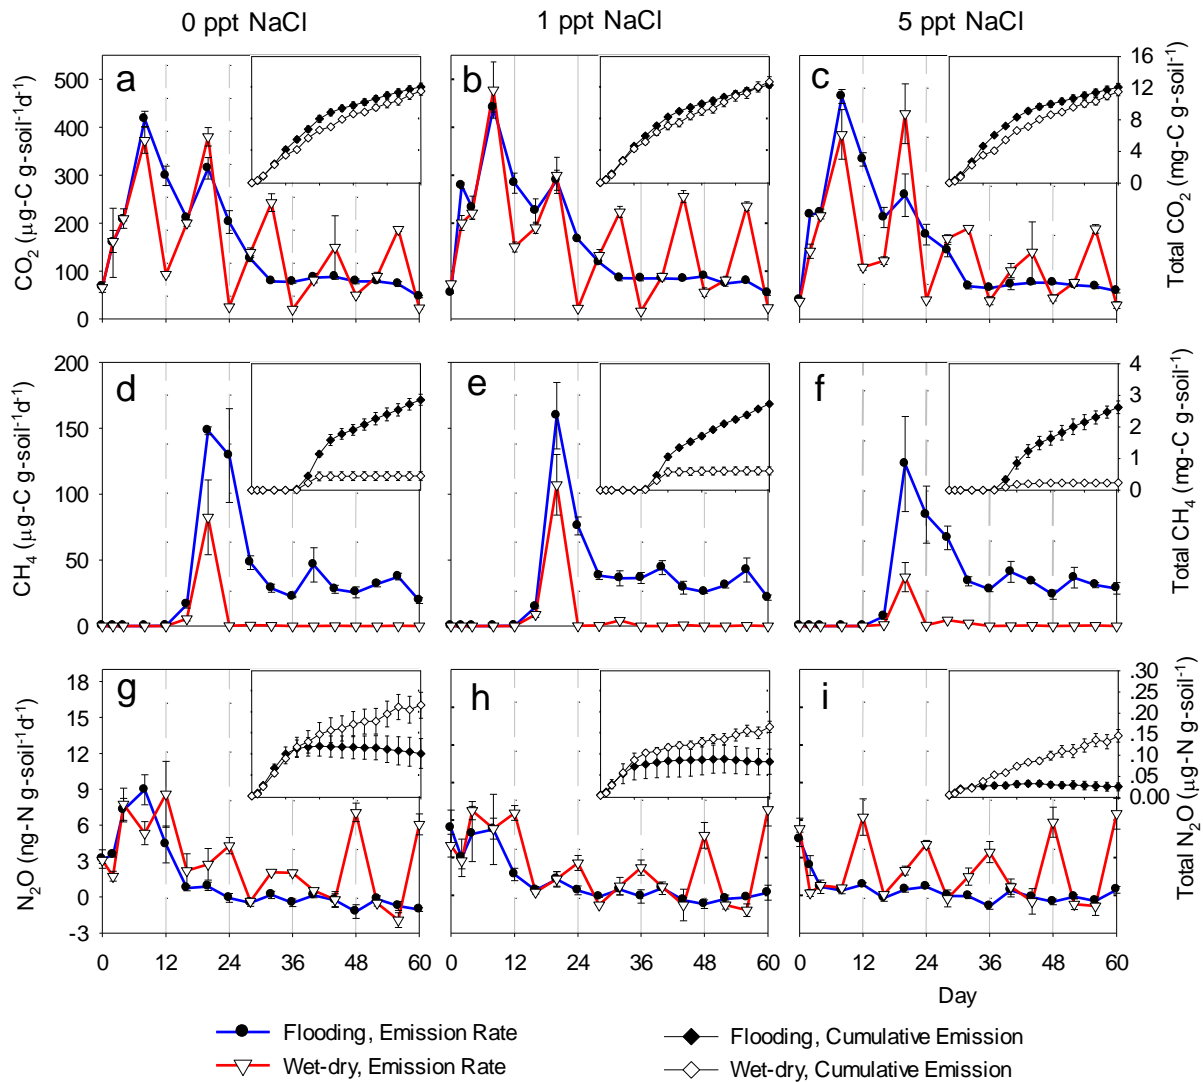 0 ppt NaCl 1 ppt NaCl 5 ppt NaCl
a b c
CO₂ (μg-C g-soil⁻¹d⁻¹)
500
400
300
200
100
0
16
12
8
4
0
Total CO₂ (mg-C g-soil⁻¹)
d e f
CH₄ (μg-C g-soil⁻¹d⁻¹)
200
150
100
50
0
4
3
2
1
0
Total CH₄ (mg-C g-soil⁻¹)
g h i
N₂O (ng-N g-soil⁻¹d⁻¹)
18
15
12
9
6
3
0
-3
.30
.25
.20
.15
.10
.05
0.00
Total N₂O (μg-N g-soil⁻¹)
0 12 24 36 48 60 0 12 24 36 48 60 0 12 24 36 48 60
Day
Flooding, Emission Rate Flooding, Cumulative Emission
Wet-dry, Emission Rate Wet-dry, Cumulative Emission